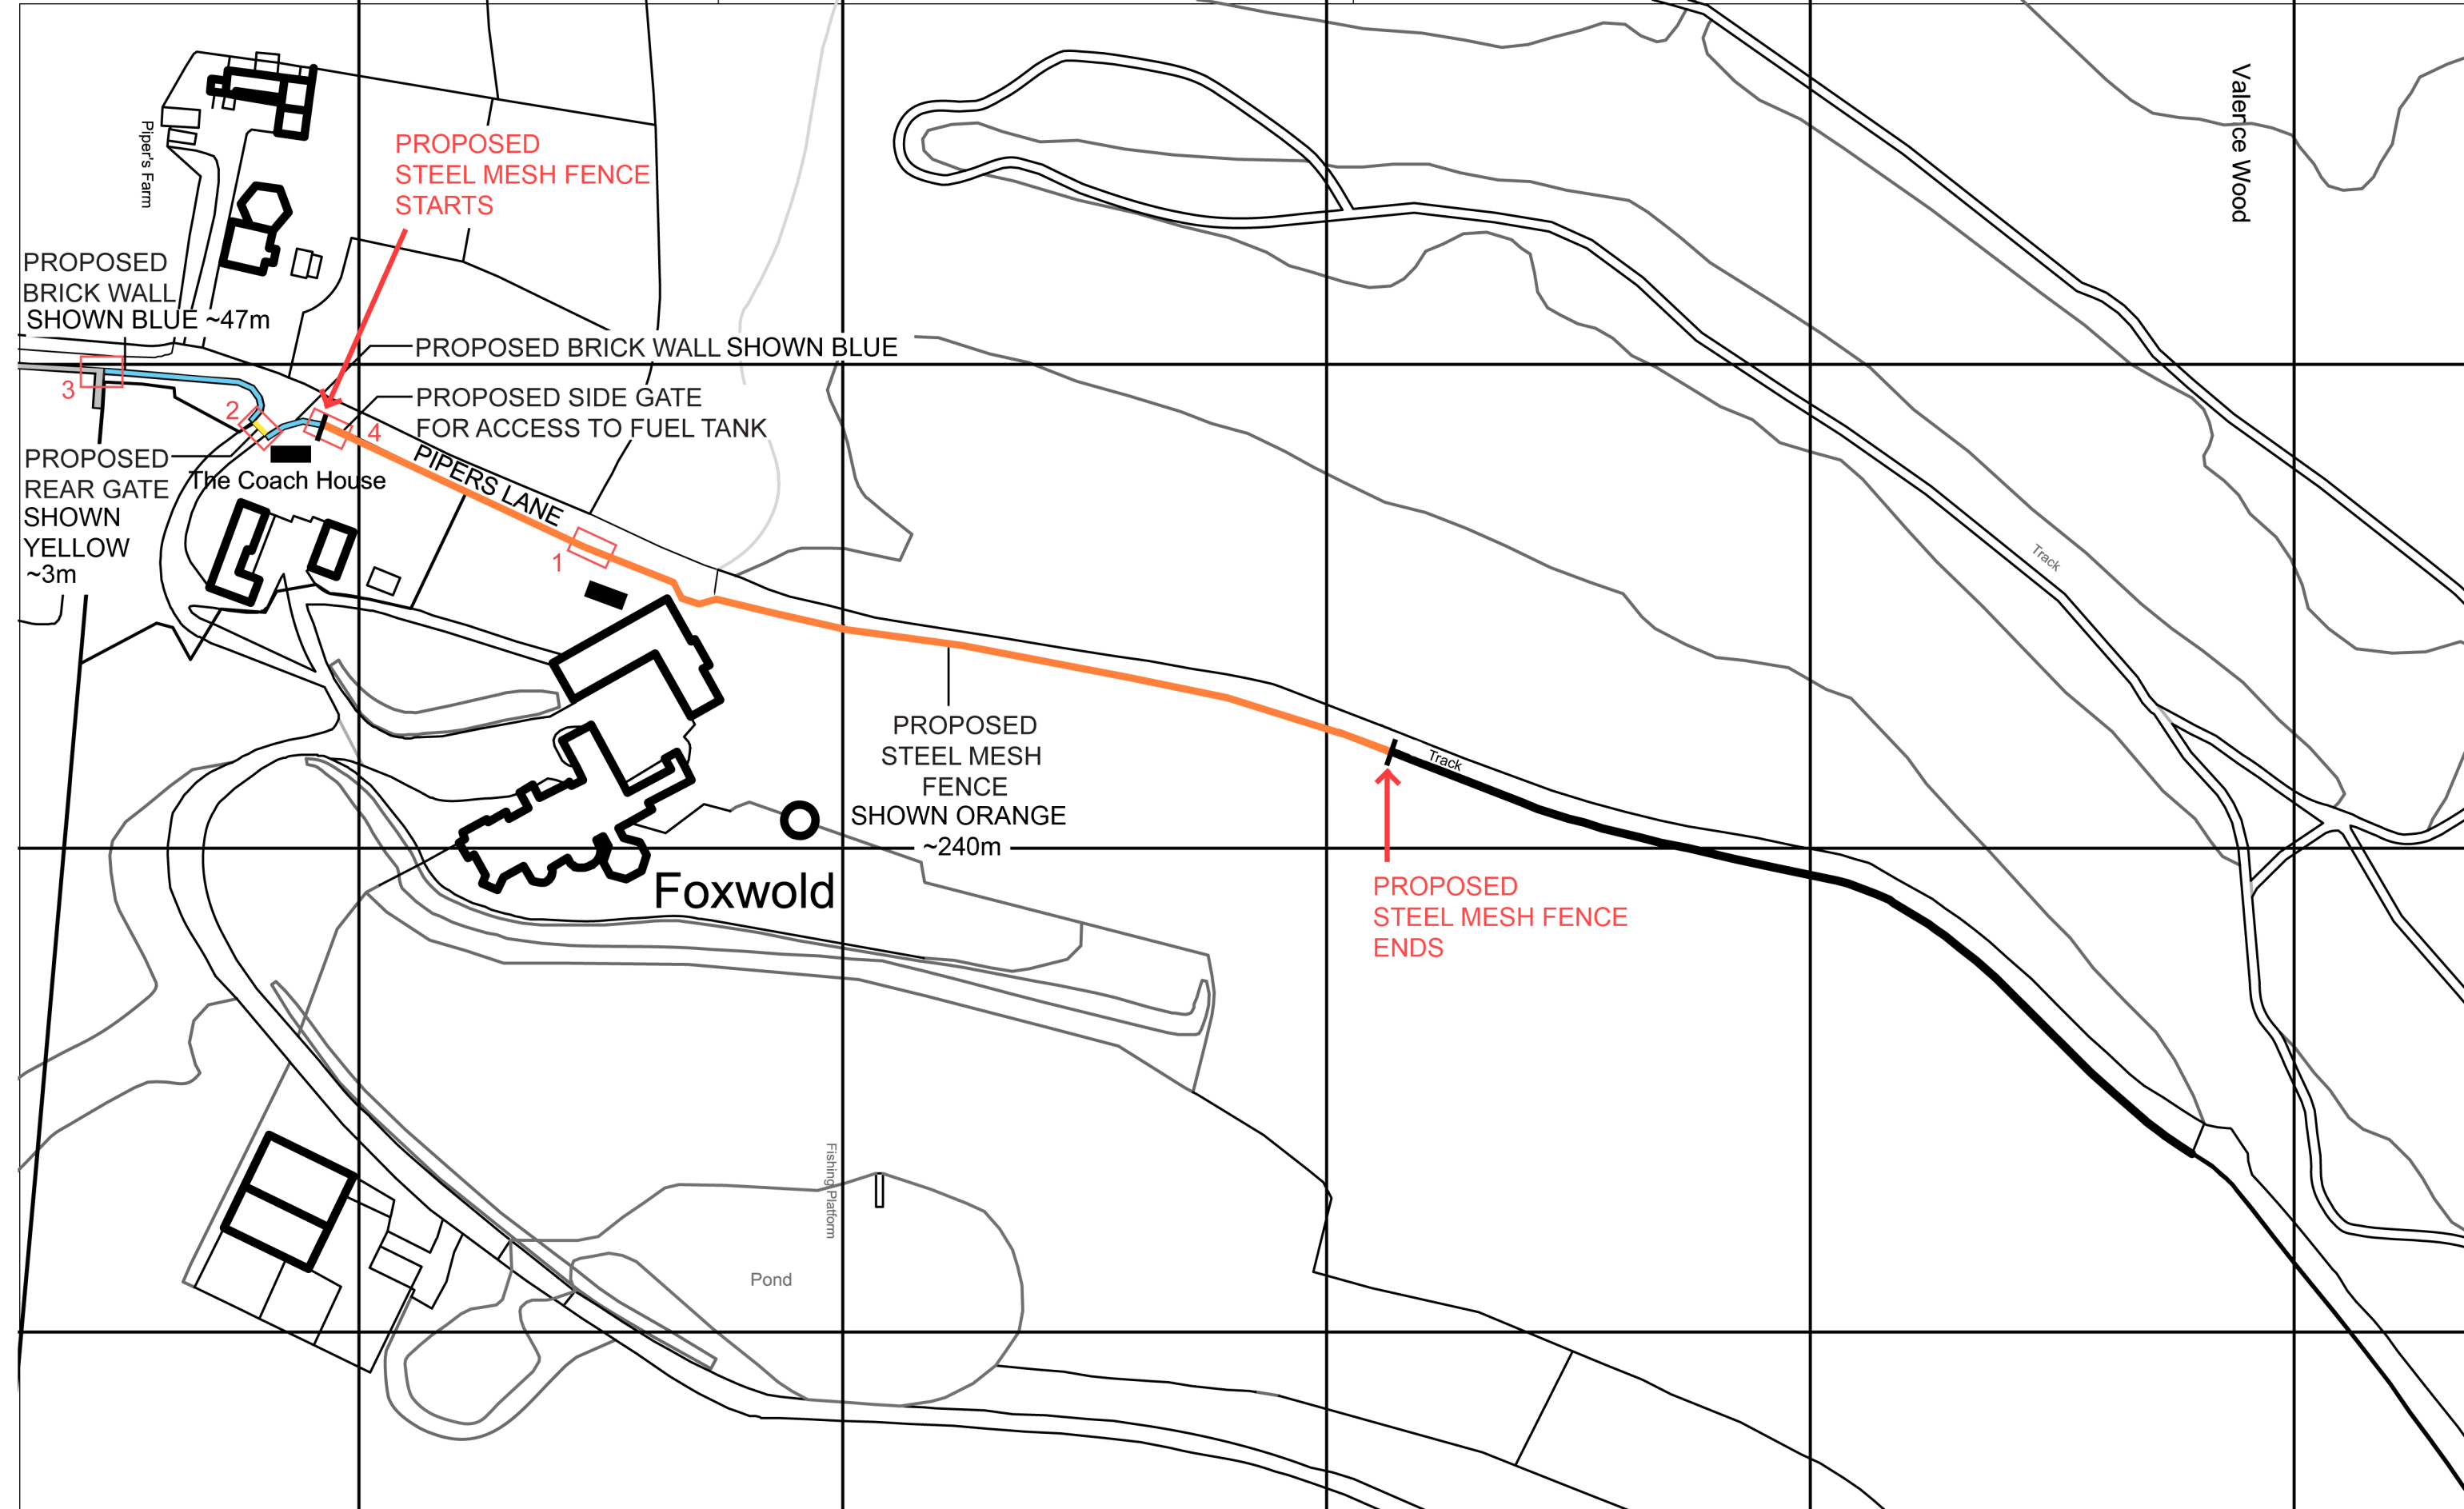 Valence Wood
Piper's Farm
PROPOSED
STEEL MESH FENCE
STARTS
PROPOSED
BRICK WALL
SHOWN BLUE ~47m
PROPOSED BRICK WALL SHOWN BLUE
3
2
PROPOSED SIDE GATE
FOR ACCESS TO FUEL TANK
4
PROPOSED
REAR GATE
SHOWN
YELLOW
~3m
The Coach House
PIPERS LANE
1
Track
PROPOSED
STEEL MESH
FENCE
SHOWN ORANGE
~240m
Track
Foxwold
PROPOSED
STEEL MESH FENCE
ENDS
Fishing Platform
Pond